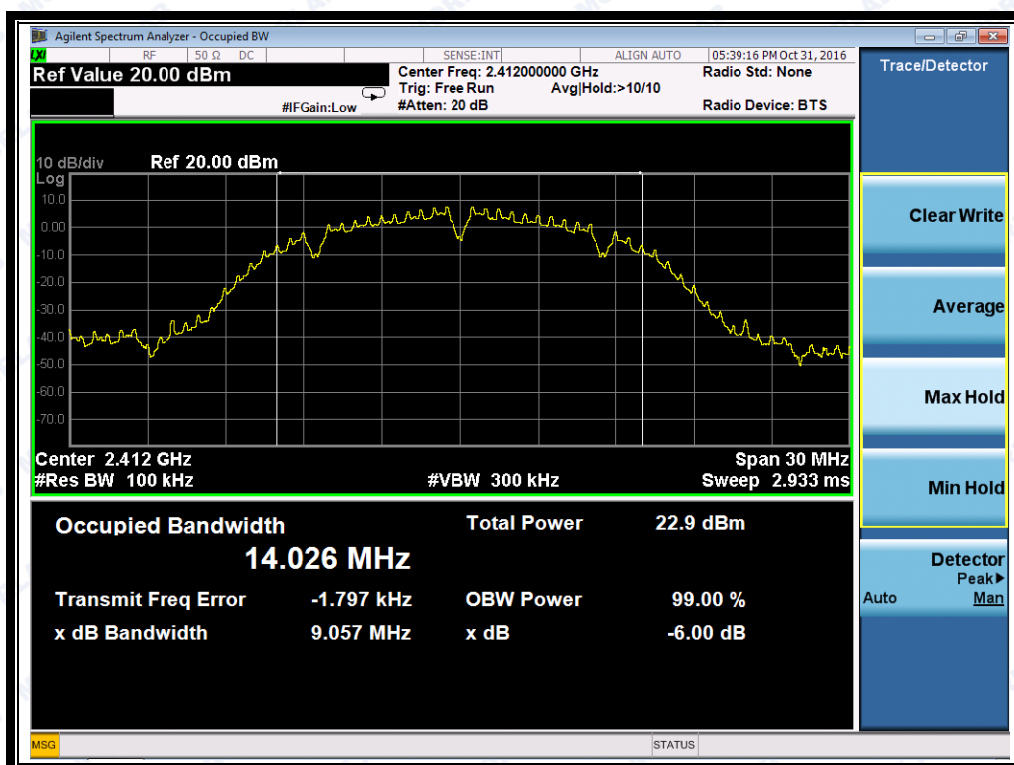 Agilent Spectrum Analyzer - Occupied BW
LXI RF 50 Ω DC SENSE:INT ALIGN AUTO 05:39:16 PM Oct 31, 2016
Ref Value 20.00 dBm
Center Freq: 2.412000000 GHz
Radio Std: None
Trig: Free Run Avg|Hold:>10/10
#IFGain:Low #Atten: 20 dB Radio Device: BTS
10 dB/div Ref 20.00 dBm
Log
10.0
0.00
-10.0
-20.0
-30.0
-40.0
-50.0
-60.0
-70.0
Center 2.412 GHz Span 30 MHz
#Res BW 100 kHz #VBW 300 kHz Sweep 2.933 ms
Occupied Bandwidth Total Power 22.9 dBm
14.026 MHz
Transmit Freq Error -1.797 kHz OBW Power 99.00 %
x dB Bandwidth 9.057 MHz x dB -6.00 dB
Trace/Detector
Clear Write
Average
Max Hold
Min Hold
Detector
Peak▶
Auto Man
MSG STATUS